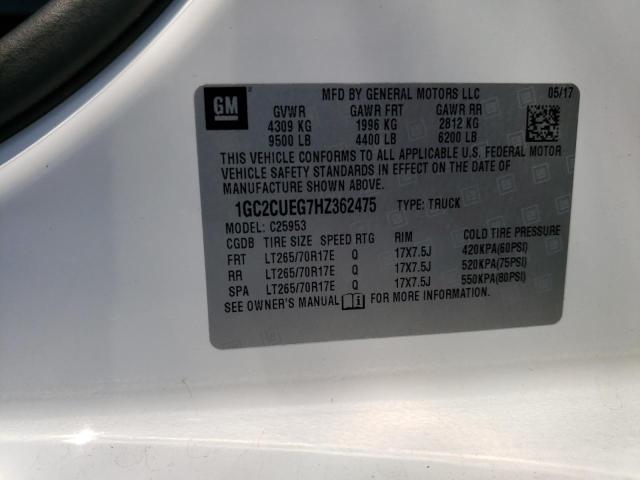 GM
MFD BY GENERAL MOTORS LLC 05/17
GVWR GAWR FRT GAWR RR
4309 KG 1996 KG 2812 KG
9500 LB 4400 LB 6200 LB
THIS VEHICLE CONFORMS TO ALL APPLICABLE U.S. FEDERAL MOTOR
VEHICLE SAFETY STANDARDS IN EFFECT ON THE DATE OF
MANUFACTURE SHOWN ABOVE.
1GC2CUEG7HZ362475 TYPE: TRUCK
MODEL: C25953
CGDB TIRE SIZE SPEED RTG RIM COLD TIRE PRESSURE
FRT LT265/70R17E Q 17X7.5J 420KPA(60PSI)
RR LT265/70R17E Q 17X7.5J 520KPA(75PSI)
SPA LT265/70R17E Q 17X7.5J 550KPA(80PSI)
SEE OWNER'S MANUAL FOR MORE INFORMATION.